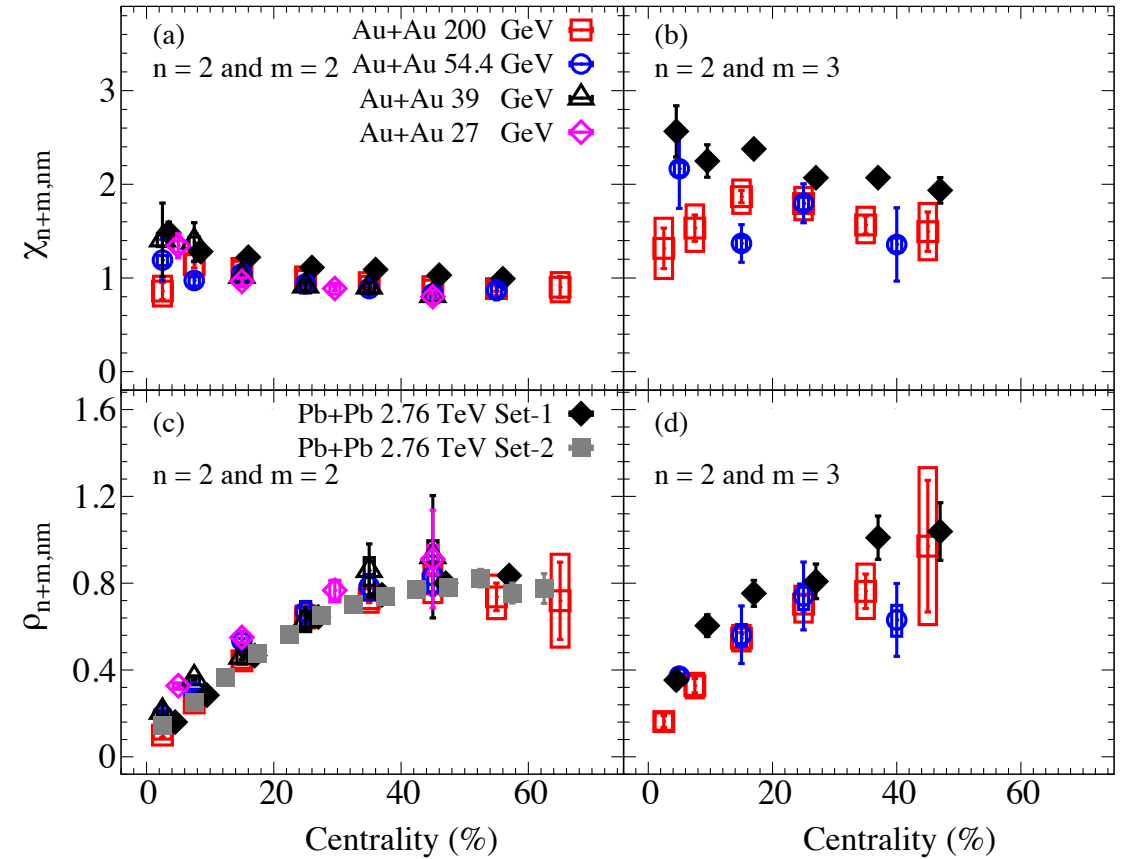 (a)
Au+Au 200 GeV
n = 2 and m = 2
Au+Au 54.4 GeV
Au+Au 39 GeV
Au+Au 27 GeV
(b)
n = 2 and m = 3
χn+m,nm
3
2
1
0
(c)
Pb+Pb 2.76 TeV Set-1
Pb+Pb 2.76 TeV Set-2
n = 2 and m = 2
(d)
n = 2 and m = 3
ρn+m,nm
1.6
1.2
0.8
0.4
0
0 20 40 60
0 20 40 60
Centrality (%)
Centrality (%)